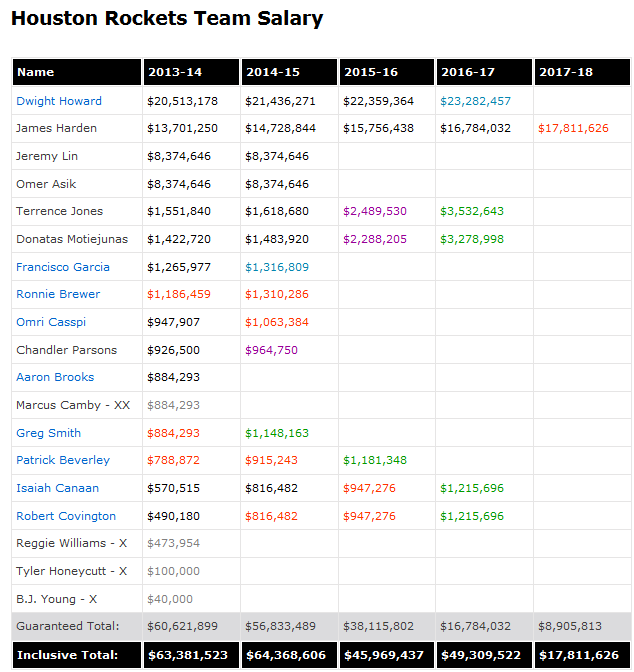 Houston Rockets Team Salary
Name 2013-14 2014-15 2015-16 2016-17 2017-18
Dwight Howard $20,513,178 $21,436,271 $22,359,364 $23,282,457
James Harden $13,701,250 $14,728,844 $15,756,438 $16,784,032 $17,811,626
Jeremy Lin $8,374,646 $8,374,646
Omer Asik $8,374,646 $8,374,646
Terrence Jones $1,551,840 $1,618,680 $2,489,530 $3,532,643
Donatas Motiejunas $1,422,720 $1,483,920 $2,288,205 $3,278,998
Francisco Garcia $1,265,977 $1,316,809
Ronnie Brewer $1,186,459 $1,310,286
Omri Casspi $947,907 $1,063,384
Chandler Parsons $926,500 $964,750
Aaron Brooks $884,293
Marcus Camby - XX $884,293
Greg Smith $884,293 $1,148,163
Patrick Beverley $788,872 $915,243 $1,181,348
Isaiah Canaan $570,515 $816,482 $947,276 $1,215,696
Robert Covington $490,180 $816,482 $947,276 $1,215,696
Reggie Williams - X $473,954
Tyler Honeycutt - X $100,000
B.J. Young - X $40,000
Guaranteed Total: $60,621,899 $56,833,489 $38,115,802 $16,784,032 $8,905,813
Inclusive Total: $63,381,523 $64,368,606 $45,969,437 $49,309,522 $17,811,626